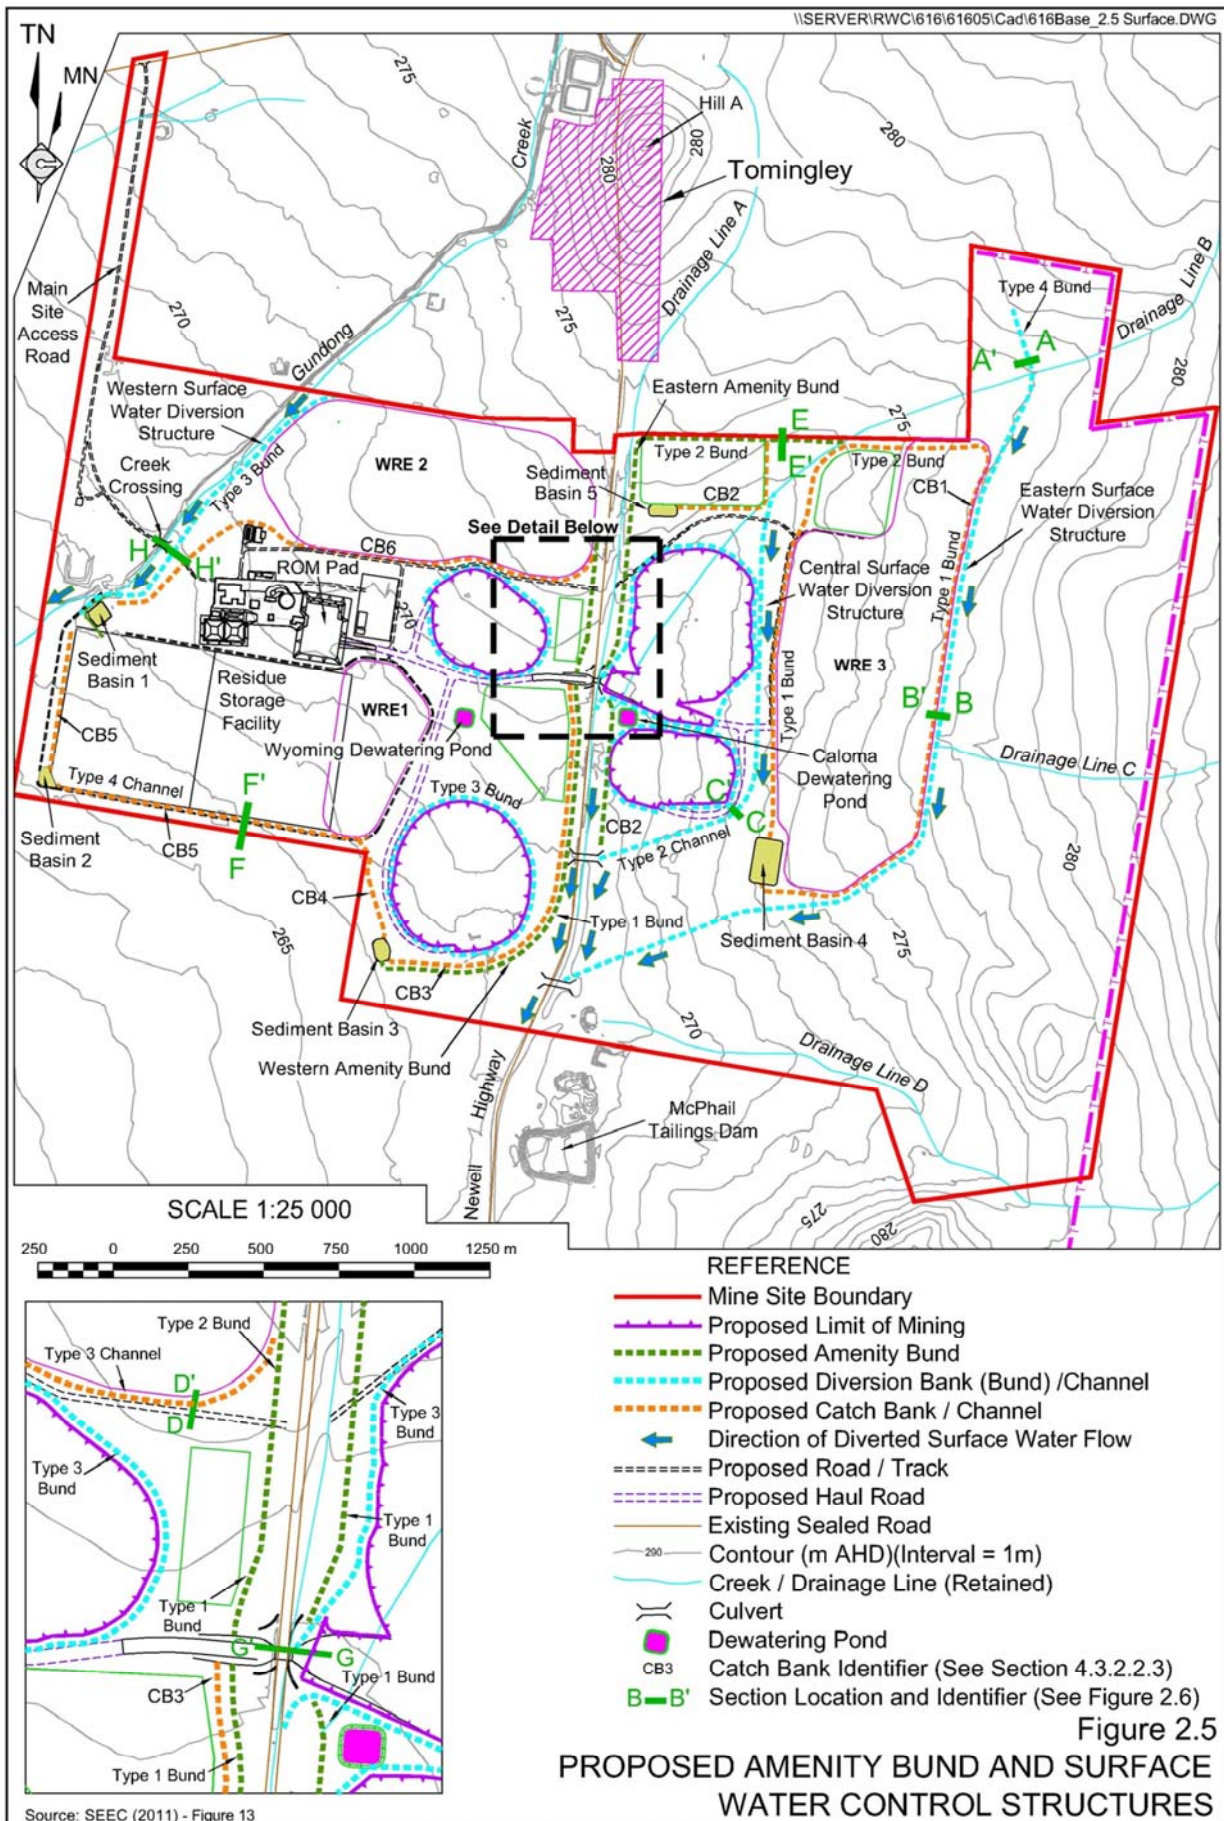 \\SERVER\RWC\616\61605\Cad\616Base_2.5 Surface.DWG
TN
MN
275
Creek
Hill A
280
280
280
Tomingley
Drainage Line A
Drainage Line B
Main
Site
Access
Road
270
275
Type 4 Bund
A
A'
280
Gundong
Western Surface
Water Diversion
Structure
Eastern Amenity Bund
275
Creek
Crossing
Type 3 Bund
WRE 2
E
E'
Type 2 Bund
Type 2 Bund
Sediment
Basin 5
CB2
CB1
Eastern Surface
Water Diversion
Structure
See Detail Below
H
H'
CB6
ROM Pad
270
Central Surface
Water Diversion
Structure
Type 1 Bund
Sediment
Basin 1
Residue
Storage
Facility
WRE1
WRE 3
Type 1 Bund
B'
B
CB5
Wyoming Dewatering Pond
Caloma
Dewatering
Pond
Drainage Line C
Type 4 Channel
F'
F
Type 3 Bund
C'
C
Sediment
Basin 2
CB5
CB2
Type 2 Channel
280
CB4
265
Type 1 Bund
Sediment Basin 4
275
CB3
Sediment Basin 3
Western Amenity Bund
270
Drainage Line D
Newell
Highway
McPhail
Tailings Dam
275
280
SCALE 1:25 000
250
0
250
500
750
1000
1250 m
Type 2 Bund
Type 3 Channel
D'
D
Type 3
Bund
Type 3
Bund
Type 1
Bund
Type 1
Bund
G'
G
CB3
Type 1 Bund
Type 1 Bund
Source: SEEC (2011) - Figure 13
REFERENCE
Mine Site Boundary
Proposed Limit of Mining
Proposed Amenity Bund
Proposed Diversion Bank (Bund) /Channel
Proposed Catch Bank / Channel
Direction of Diverted Surface Water Flow
Proposed Road / Track
Proposed Haul Road
Existing Sealed Road
290 Contour (m AHD)(Interval = 1m)
Creek / Drainage Line (Retained)
Culvert
Dewatering Pond
CB3 Catch Bank Identifier (See Section 4.3.2.2.3)
B B' Section Location and Identifier (See Figure 2.6)
Figure 2.5
PROPOSED AMENITY BUND AND SURFACE
WATER CONTROL STRUCTURES